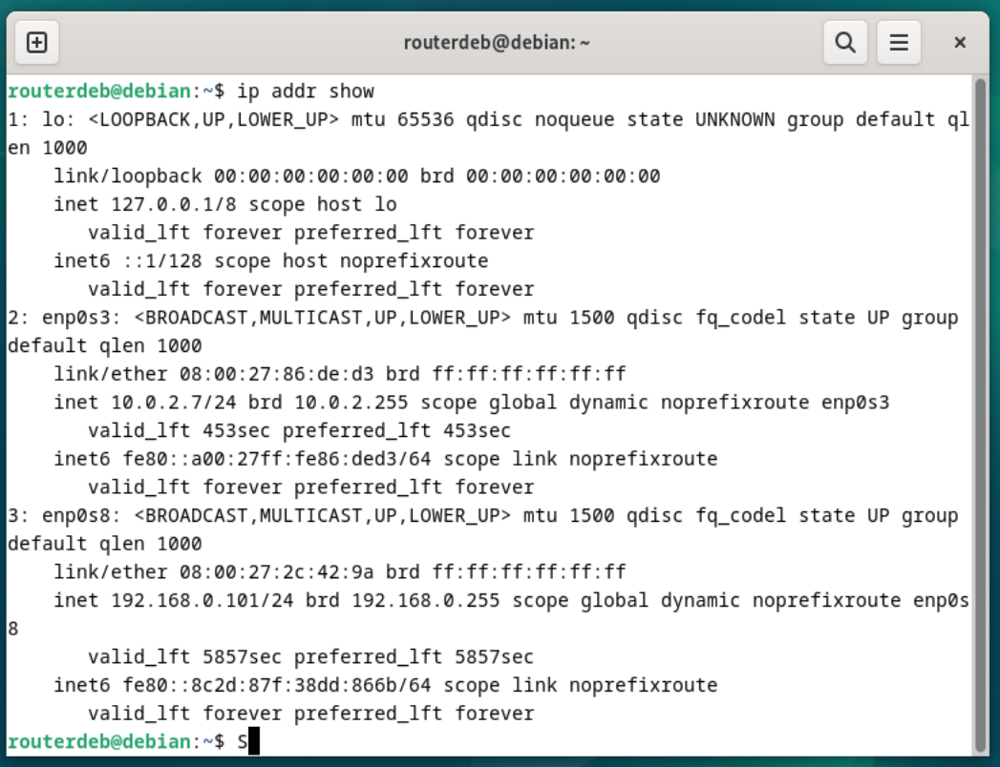 routerdeb@debian: ~
routerdeb@debian:~$ ip addr show
1: lo: <LOOPBACK,UP,LOWER_UP> mtu 65536 qdisc noqueue state UNKNOWN group default ql
en 1000
    link/loopback 00:00:00:00:00:00 brd 00:00:00:00:00:00
    inet 127.0.0.1/8 scope host lo
       valid_lft forever preferred_lft forever
    inet6 ::1/128 scope host noprefixroute
       valid_lft forever preferred_lft forever
2: enp0s3: <BROADCAST,MULTICAST,UP,LOWER_UP> mtu 1500 qdisc fq_codel state UP group
default qlen 1000
    link/ether 08:00:27:86:de:d3 brd ff:ff:ff:ff:ff:ff
    inet 10.0.2.7/24 brd 10.0.2.255 scope global dynamic noprefixroute enp0s3
       valid_lft 453sec preferred_lft 453sec
    inet6 fe80::a00:27ff:fe86:ded3/64 scope link noprefixroute
       valid_lft forever preferred_lft forever
3: enp0s8: <BROADCAST,MULTICAST,UP,LOWER_UP> mtu 1500 qdisc fq_codel state UP group
default qlen 1000
    link/ether 08:00:27:2c:42:9a brd ff:ff:ff:ff:ff:ff
    inet 192.168.0.101/24 brd 192.168.0.255 scope global dynamic noprefixroute enp0s
8
       valid_lft 5857sec preferred_lft 5857sec
    inet6 fe80::8c2d:87f:38dd:866b/64 scope link noprefixroute
       valid_lft forever preferred_lft forever
routerdeb@debian:~$ S